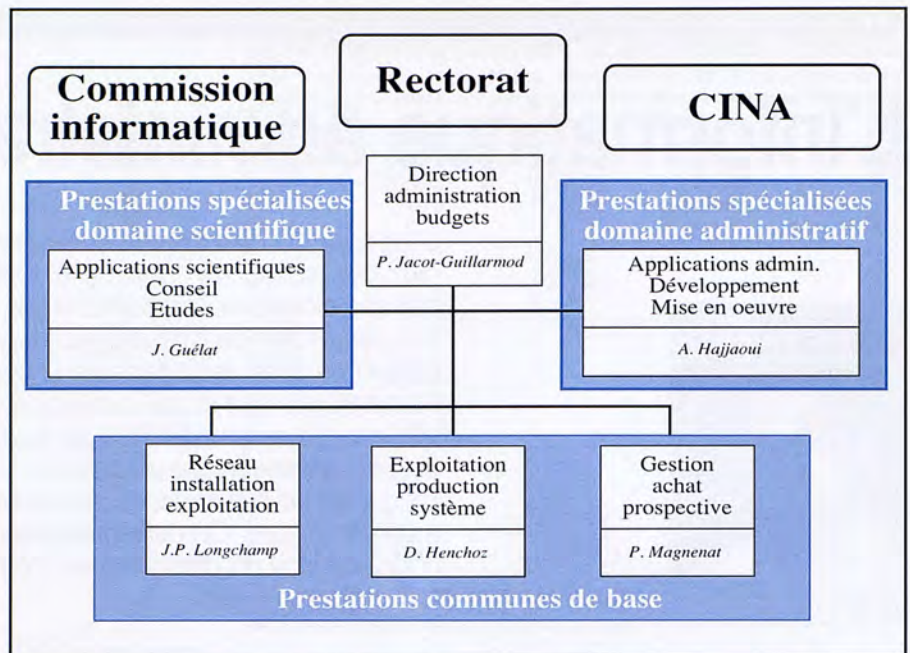 Commission
informatique
Rectorat
CINA
Direction
administration
budgets
P. Jacot-Guillarmod
Prestations spécialisées
domaine scientifique
Applications scientifiques
Conseil
Etudes
J. Guélat
Prestations spécialisées
domaine administratif
Applications admin.
Développement
Mise en oeuvre
A. Hajjaoui
Réseau
installation
exploitation
J.P. Longchamp
Exploitation
production
système
D. Henchoz
Gestion
achat
prospective
P. Magnenat
Prestations communes de base